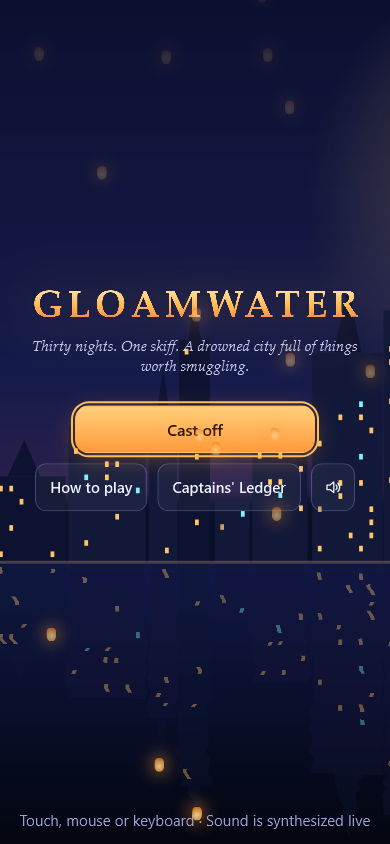 GLOAMWATER
Thirty nights. One skiff. A drowned city full of things
worth smuggling.
Cast off
How to play
Captains' Ledger
Touch, mouse or keyboard · Sound is synthesized live